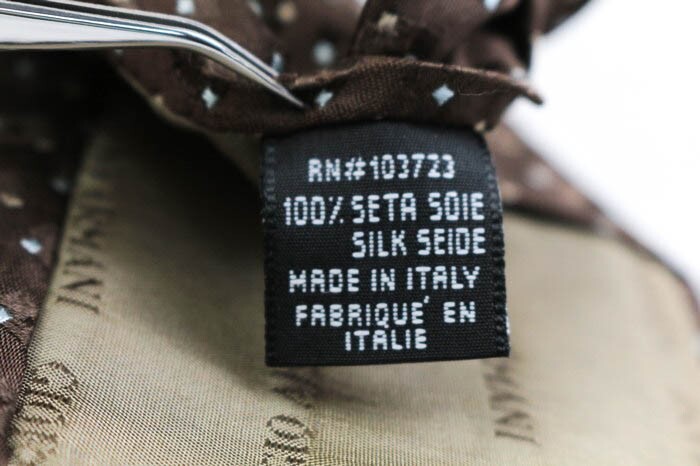 RN#103723
100% SETA SOIE
SILK SEIDE
MADE IN ITALY
FABRIQUE' EN
ITALIE